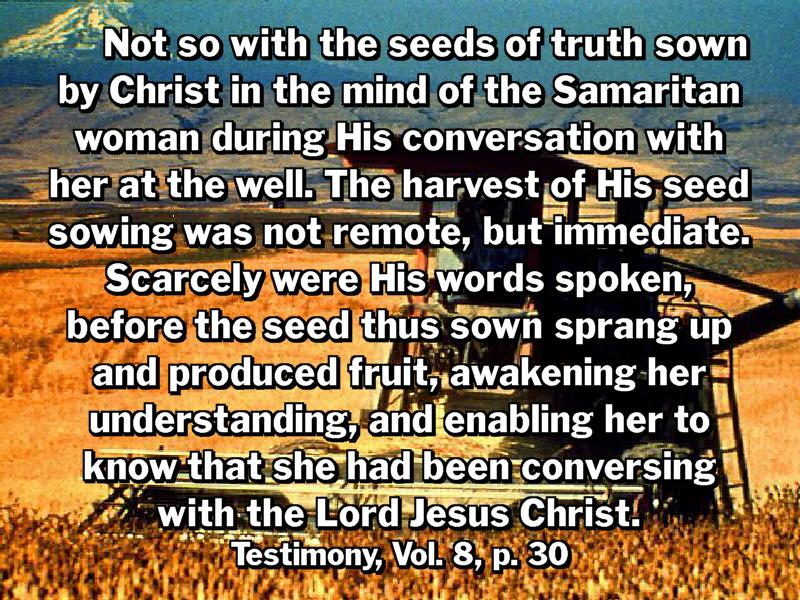 Not so with the seeds of truth sown
by Christ in the mind of the Samaritan
woman during His conversation with
her at the well. The harvest of His seed
sowing was not remote, but immediate.
Scarcely were His words spoken,
before the seed thus sown sprang up
and produced fruit, awakening her
understanding, and enabling her to
know that she had been conversing
with the Lord Jesus Christ.
Testimony, Vol. 8, p. 30